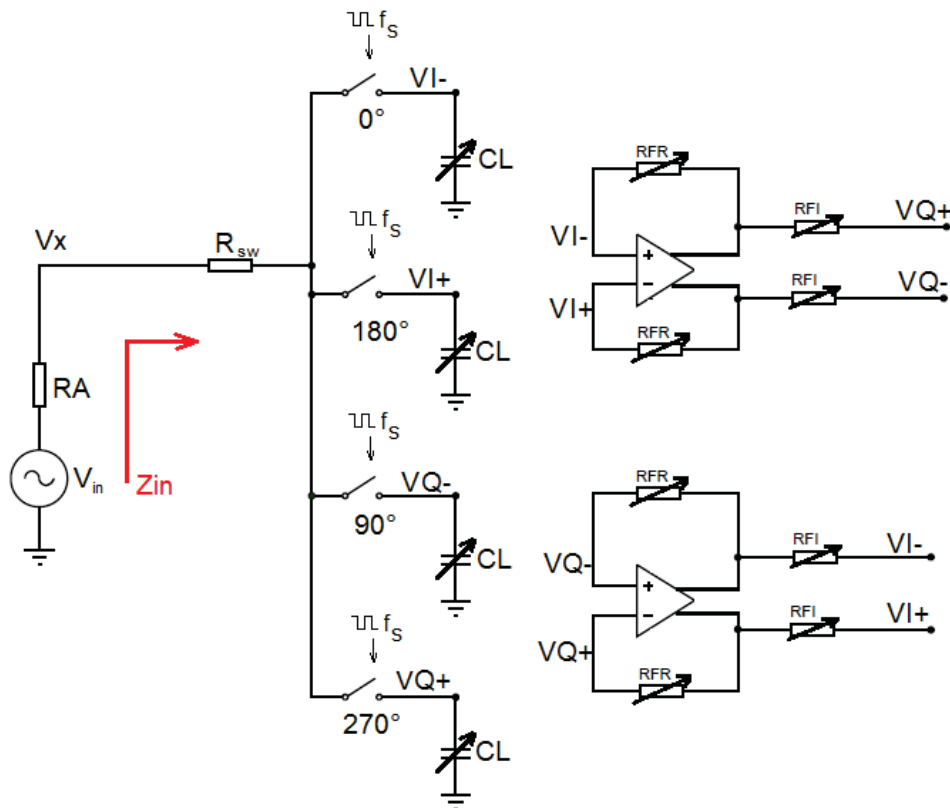 fS
VI-
0°
CL
fS
VI+
180°
CL
fS
VQ-
90°
CL
fS
VQ+
270°
CL
Vx
Rsw
RA
Vin
Zin
RFR
RFI
VQ+
VI-
+
-
VI+
RFI
VQ-
RFR
RFR
RFI
VI-
VQ-
+
-
VQ+
RFI
VI+
RFR